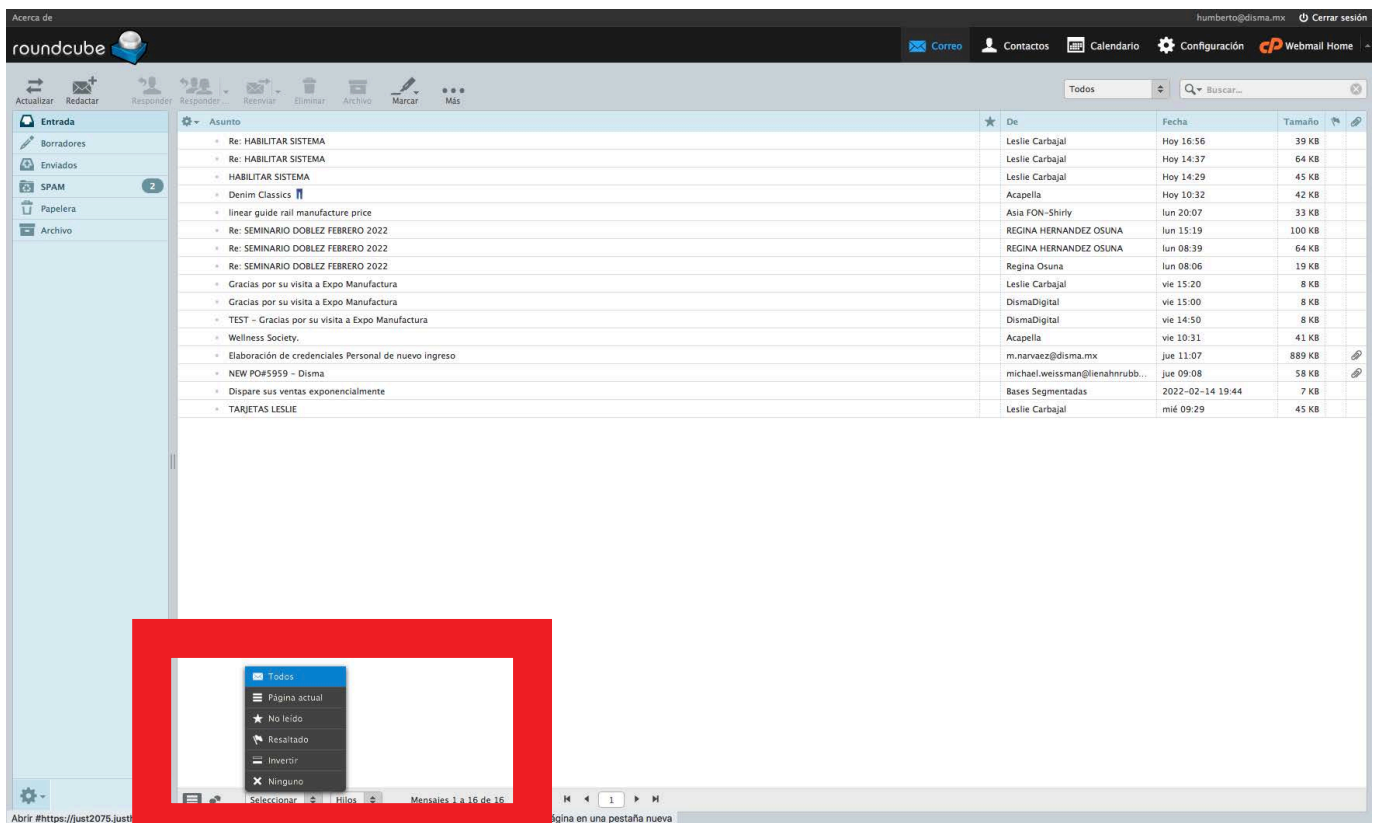 Acerca de humberto@disma.mx Cerrar sesión
roundcube Correo Contactos Calendario Configuración cP Webmail Home
Actualizar Redactar Responder Responder ... Reenviar Eliminar Archivo Marcar Más Todos Buscar...
Entrada Asunto De Fecha Tamaño
Borradores
Enviados
SPAM 2
Papelera
Archivo
Re: HABILITAR SISTEMA Leslie Carbajal Hoy 16:56 39 KB
Re: HABILITAR SISTEMA Leslie Carbajal Hoy 14:37 64 KB
HABILITAR SISTEMA Leslie Carbajal Hoy 14:29 45 KB
Denim Classics Acapella Hoy 10:32 42 KB
linear guide rail manufacture price Asia FON-Shirly lun 20:07 33 KB
Re: SEMINARIO DOBLEZ FEBRERO 2022 REGINA HERNANDEZ OSUNA lun 15:19 100 KB
Re: SEMINARIO DOBLEZ FEBRERO 2022 REGINA HERNANDEZ OSUNA lun 08:39 64 KB
Re: SEMINARIO DOBLEZ FEBRERO 2022 Regina Osuna lun 08:06 19 KB
Gracias por su visita a Expo Manufactura Leslie Carbajal vie 15:20 8 KB
Gracias por su visita a Expo Manufactura DismaDigital vie 15:00 8 KB
TEST - Gracias por su visita a Expo Manufactura DismaDigital vie 14:50 8 KB
Wellness Society. Acapella vie 10:31 41 KB
Elaboración de credenciales Personal de nuevo ingreso m.narvaez@disma.mx jue 11:07 889 KB
NEW PO#5959 - Disma michael.weissman@lienahnrubb... jue 09:08 58 KB
Dispare sus ventas exponencialmente Bases Segmentadas 2022-02-14 19:44 7 KB
TARJETAS LESLIE Leslie Carbajal mié 09:29 45 KB
Todos
Página actual
No leído
Resaltado
Invertir
Ninguno
Seleccionar Hilos Mensajes 1 a 16 de 16 1
Abrir #https://just2075.just ágina en una pestaña nueva